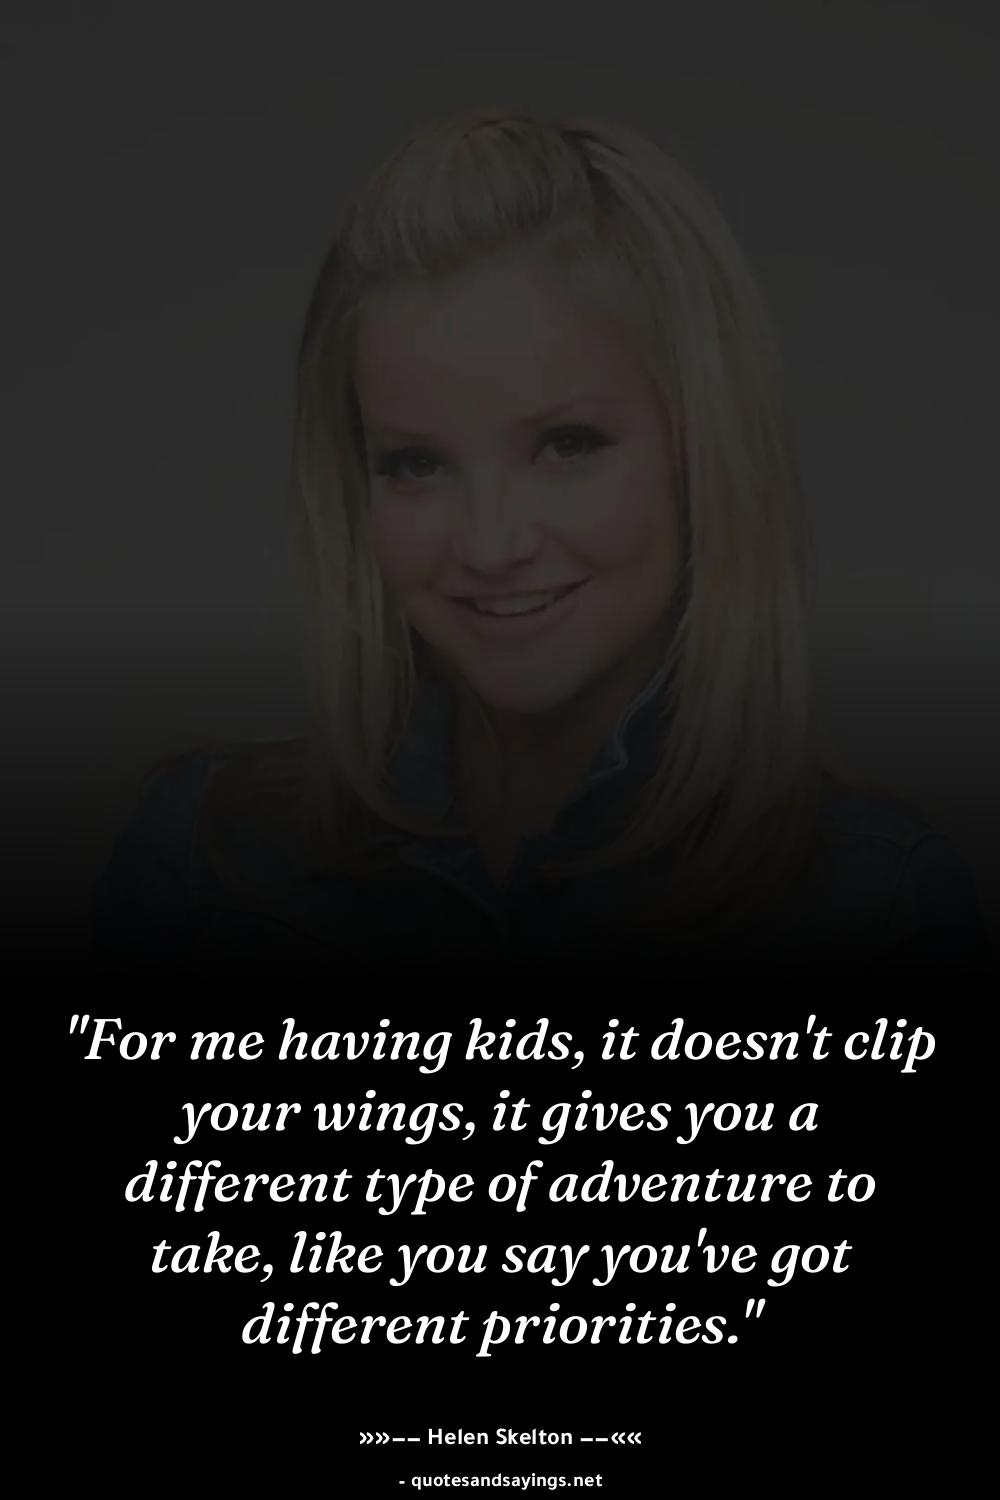 "For me having kids, it doesn't clip
your wings, it gives you a
different type of adventure to
take, like you say you've got
different priorities."
»»–– Helen Skelton ––««
- quotesandsayings.net